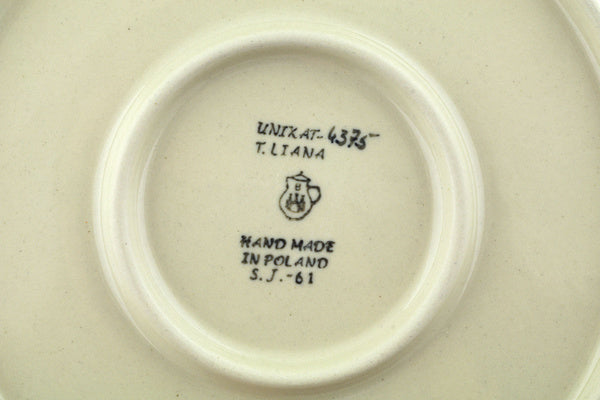 UNIKAT-4375
T. LIANA
B
HAND MADE
IN POLAND
S.J.-61